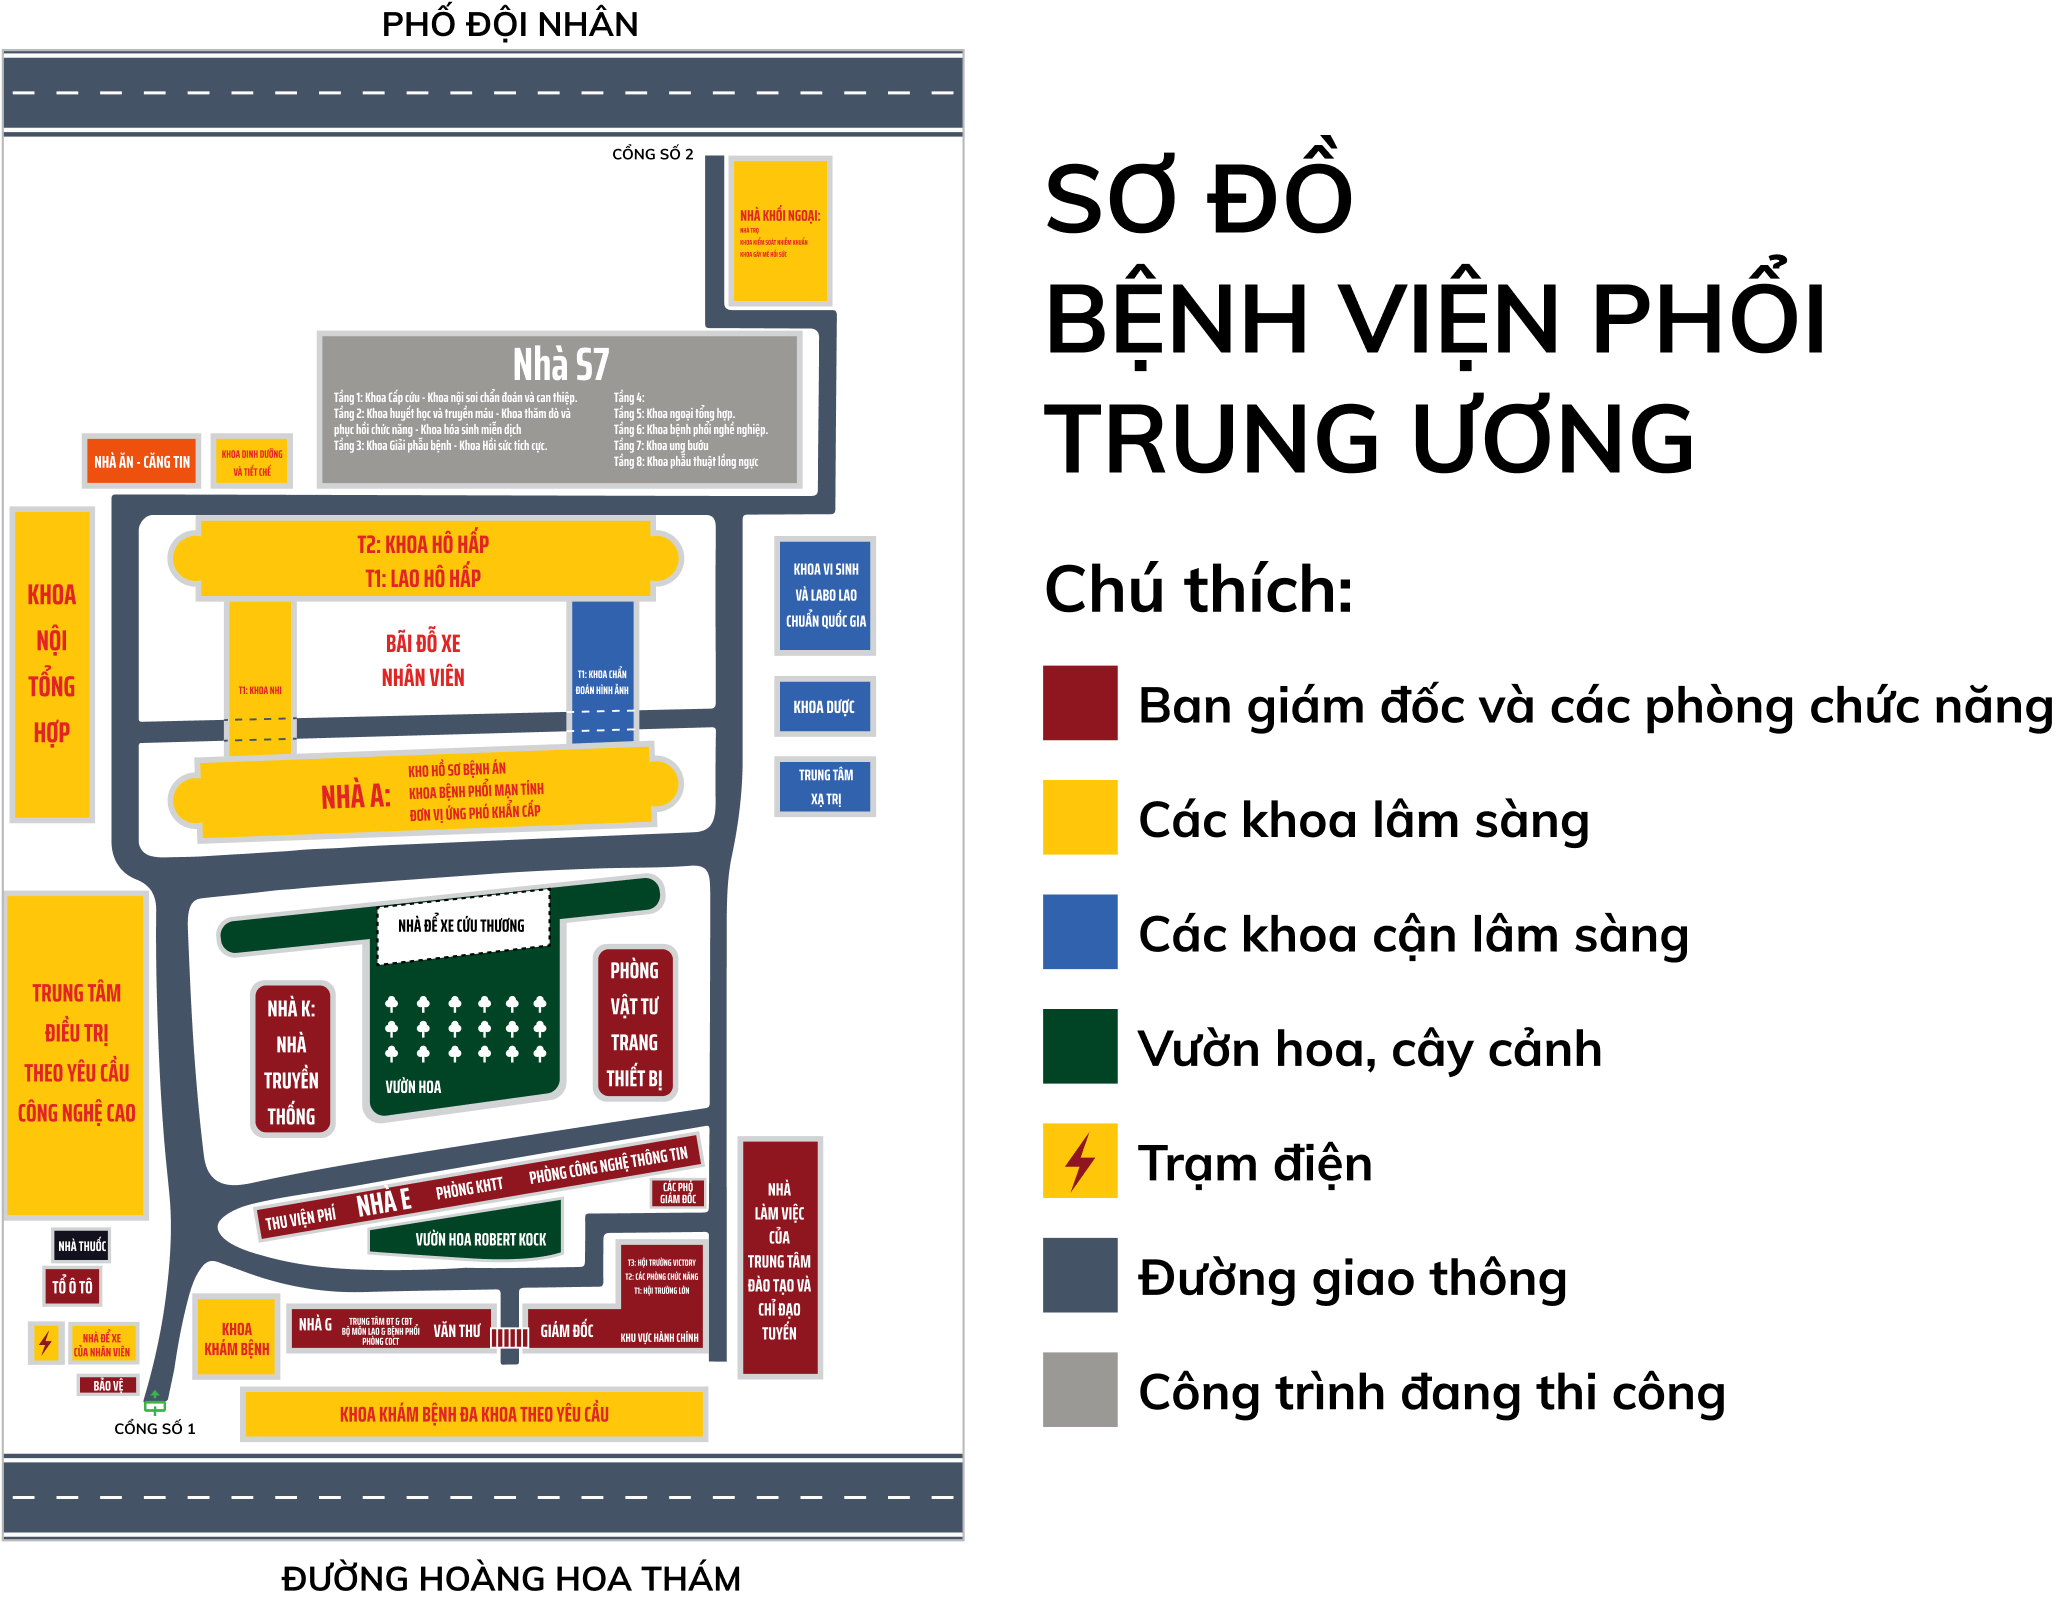 PHỐ ĐỘI NHÂN
CỔNG SỐ 2
NHÀ KHỐI NGOẠI:
NHÀ TRỌ
KHOA KIỂM SOÁT NHIỄM KHUẨN
KHOA GÂY MÊ HỒI SỨC
Nhà S7
Tầng 1: Khoa Cấp cứu - Khoa nội soi chẩn đoán và can thiệp.
Tầng 2: Khoa huyết học và truyền máu - Khoa thăm dò và
phục hồi chức năng - Khoa hóa sinh miễn dịch
Tầng 3: Khoa Giải phẫu bệnh - Khoa Hồi sức tích cực.
Tầng 4:
Tầng 5: Khoa ngoại tổng hợp.
Tầng 6: Khoa bệnh phổi nghề nghiệp.
Tầng 7: Khoa ung bướu
Tầng 8: Khoa phẫu thuật lồng ngực
NHÀ ĂN - CĂNG TIN
KHOA DINH DƯỠNG
VÀ TIẾT CHẾ
KHOA
NỘI
TỔNG
HỢP
T2: KHOA HÔ HẤP
T1: LAO HÔ HẤP
BÃI ĐỖ XE
NHÂN VIÊN
T1: KHOA NHI
T1: KHOA CHẨN
ĐOÁN HÌNH ẢNH
KHOA VI SINH
VÀ LABO LAO
CHUẨN QUỐC GIA
KHOA DƯỢC
TRUNG TÂM
XẠ TRỊ
NHÀ A:
KHO HỒ SƠ BỆNH ÁN
KHOA BỆNH PHỔI MẠN TÍNH
ĐƠN VỊ ỨNG PHÓ KHẨN CẤP
NHÀ ĐỂ XE CỨU THƯƠNG
VƯỜN HOA
NHÀ K:
NHÀ
TRUYỀN
THỐNG
PHÒNG
VẬT TƯ
TRANG
THIẾT BỊ
TRUNG TÂM
ĐIỀU TRỊ
THEO YÊU CẦU
CÔNG NGHỆ CAO
THU VIỆN PHÍ
NHÀ E
PHÒNG KHTT
PHÒNG CÔNG NGHỆ THÔNG TIN
CÁC PHÓ
GIÁM ĐỐC
VƯỜN HOA ROBERT KOCK
NHÀ
LÀM VIỆC
CỦA
TRUNG TÂM
ĐÀO TẠO VÀ
CHỈ ĐẠO
TUYẾN
NHÀ THUỐC
TỔ Ô TÔ
NHÀ ĐỂ XE
CỦA NHÂN VIÊN
BẢO VỆ
CỔNG SỐ 1
KHOA
KHÁM BỆNH
NHÀ G
TRUNG TÂM ĐT & CĐT
BỘ MÔN LAO & BỆNH PHỔI
PHÒNG CDCT
VĂN THƯ
GIÁM ĐỐC
T3: HỘI TRƯỜNG VICTORY
T2: CÁC PHÒNG CHỨC NĂNG
T1: HỘI TRƯỜNG LỚN
KHU VỰC HÀNH CHÍNH
KHOA KHÁM BỆNH ĐA KHOA THEO YÊU CẦU
ĐƯỜNG HOÀNG HOA THÁM
SƠ ĐỒ
BỆNH VIỆN PHỔI
TRUNG ƯƠNG
Chú thích:
Ban giám đốc và các phòng chức năng
Các khoa lâm sàng
Các khoa cận lâm sàng
Vườn hoa, cây cảnh
Trạm điện
Đường giao thông
Công trình đang thi công